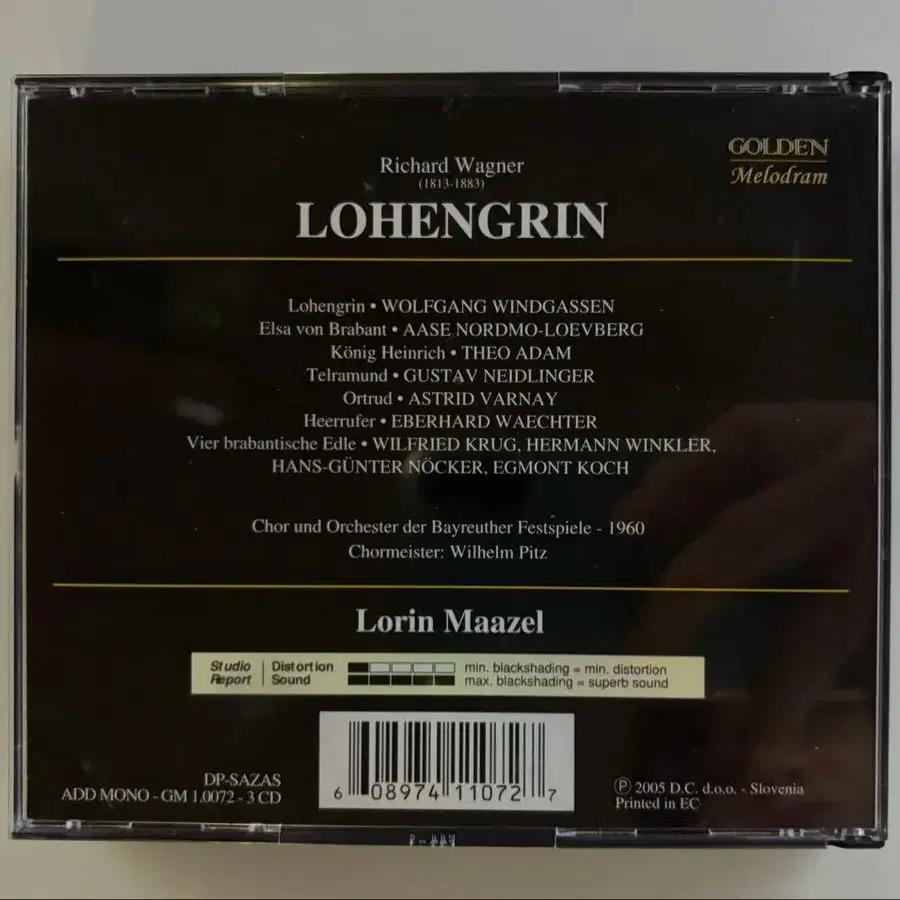 GOLDEN
Melodram
Richard Wagner
(1813-1883)
LOHENGRIN
Lohengrin • WOLFGANG WINDGASSEN
Elsa von Brabant • AASE NORDMO-LOEVBERG
König Heinrich • THEO ADAM
Telramund • GUSTAV NEIDLINGER
Ortrud • ASTRID VARNAY
Heerrufer • EBERHARD WAECHTER
Vier brabantische Edle • WILFRIED KRUG, HERMANN WINKLER,
HANS-GÜNTER NÖCKER, EGMONT KOCH
Chor und Orchester der Bayreuther Festspiele - 1960
Chormeister: Wilhelm Pitz
Lorin Maazel
Studio Report
Distortion min. blackshading = min. distortion
Sound max. blackshading = superb sound
DP-SAZAS
ADD MONO - GM 1.0072 - 3 CD
6 08974 11072 7
℗ 2005 D.C. d.o.o. - Slovenia
Printed in EC